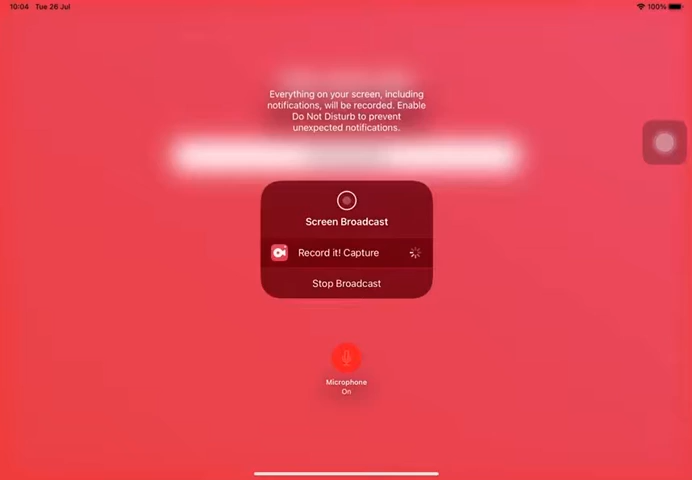 10:04 Tue 26 Jul
100%
Everything on your screen, including
notifications, will be recorded. Enable
Do Not Disturb to prevent
unexpected notifications.
Screen Broadcast
Record it! Capture
Stop Broadcast
Microphone
On